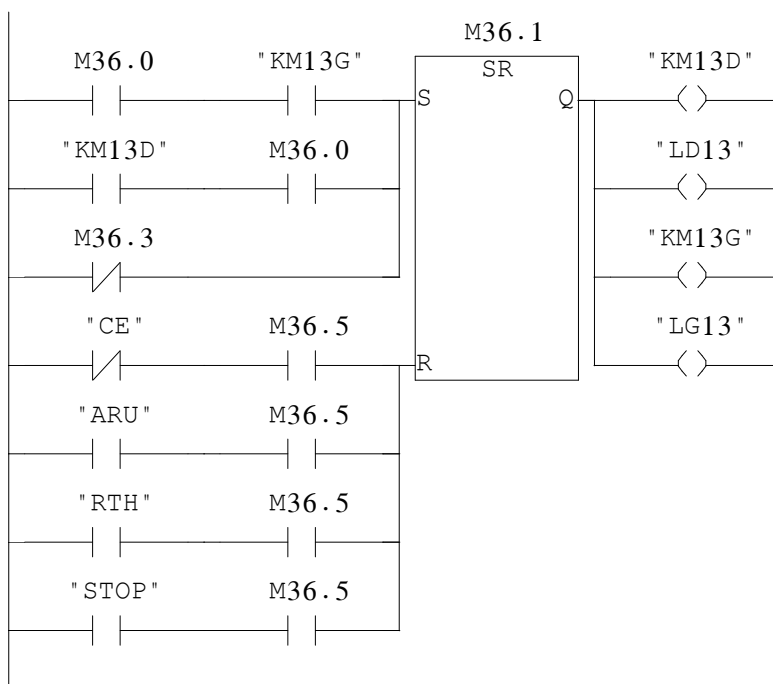 M36.1
M36.0 "KM13G" SR "KM13D"
S Q
"KM13D" M36.0 "LD13"
M36.3 "KM13G"
"CE" M36.5 "LG13"
R
"ARU" M36.5
"RTH" M36.5
"STOP" M36.5